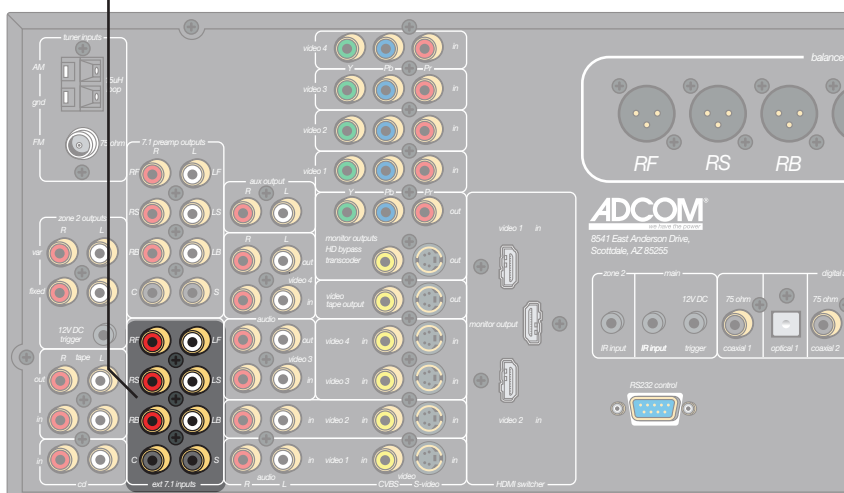 tuner inputs
AM
gnd
FM
75 ohm
7.1 preamp outputs
R L
RF LF
RS LS
RB LB
C S
zone 2 outputs
R L
var
fixed
12V DC
trigger
R tape L
out
in
in
cd
RF LF
RS LS
RB LB
C S
ext 7.1 inputs
aux output
R L
R L
out
video 4
in
audio
out
video 3
in
in
in
audio
R L
video 4 in
Y Pb Pr
video 3 in
video 2 in
video 1 in
Y Pb Pr
out
monitor outputs
HD bypass
transcoder
out
video
tape output
out
video 4 in in
video 3 in in
video 2 in in
video 1 in in
video
CVBS S-video
video 1 in
monitor output
video 2 in
HDMI switcher
balance
RF RS RB
ADCOM®
we have the power
8541 East Anderson Drive,
Scottdale, AZ 85255
zone 2
main
12V DC
IR input IR input trigger
digital
75 ohm 75 ohm
coaxial 1 optical 1 coaxial 2
RS232 control